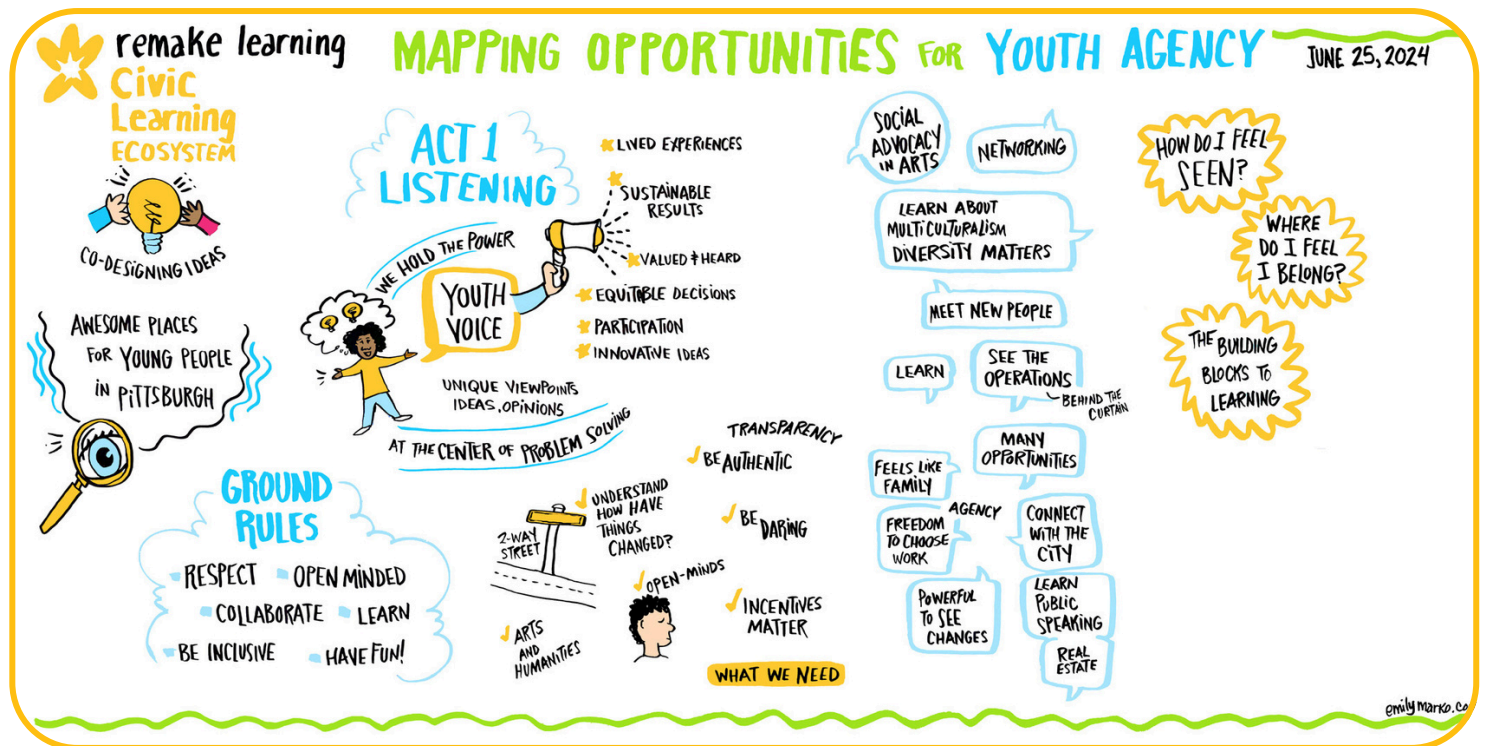 remake learning
Civic
Learning
ECOSYSTEM
CO-DESIGNING IDEAS
MAPPING OPPORTUNITIES FOR YOUTH AGENCY
JUNE 25, 2024
AWESOME PLACES
FOR YOUNG PEOPLE
IN PITTSBURGH
ACT 1
LISTENING
WE HOLD THE POWER
YOUTH
VOICE
LIVED EXPERIENCES
SUSTAINABLE
RESULTS
VALUED & HEARD
EQUITABLE DECISIONS
PARTICIPATION
INNOVATIVE IDEAS
UNIQUE VIEWPOINTS
IDEAS, OPINIONS
AT THE CENTER OF PROBLEM SOLVING
GROUND
RULES
RESPECT OPEN MINDED
COLLABORATE LEARN
BE INCLUSIVE HAVE FUN!
2-WAY
STREET
UNDERSTAND
HOW HAVE
THINGS
CHANGED?
ARTS
AND
HUMANITIES
OPEN-MINDS
TRANSPARENCY
BE AUTHENTIC
BE DARING
INCENTIVES
MATTER
WHAT WE NEED
SOCIAL
ADVOCACY
IN ARTS
NETWORKING
LEARN ABOUT
MULTICULTURALISM
DIVERSITY MATTERS
MEET NEW PEOPLE
LEARN
SEE THE
OPERATIONS
BEHIND THE
CURTAIN
MANY
OPPORTUNITIES
FEELS LIKE
FAMILY
AGENCY
FREEDOM
TO CHOOSE
WORK
CONNECT
WITH THE
CITY
POWERFUL
TO SEE
CHANGES
LEARN
PUBLIC
SPEAKING
REAL
ESTATE
HOW DO I FEEL
SEEN?
WHERE
DO I FEEL
I BELONG?
THE BUILDING
BLOCKS TO
LEARNING
emilymarko.co